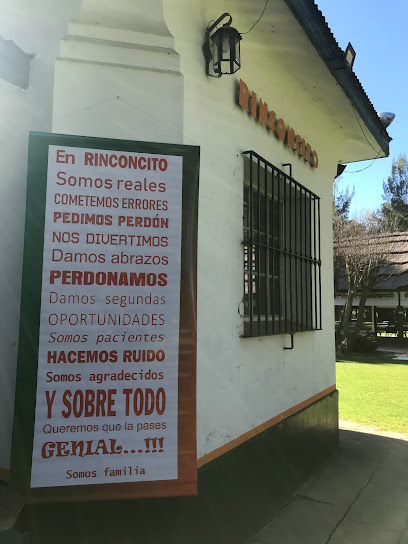 RINCONCITO
En RINCONCITO
Somos reales
COMETEMOS ERRORES
PEDIMOS PERDÓN
NOS DIVERTIMOS
Damos abrazos
PERDONAMOS
Damos segundas
OPORTUNIDADES
Somos pacientes
HACEMOS RUIDO
Somos agradecidos
Y SOBRE TODO
Queremos que la pases
GENIAL...!!!
Somos familia